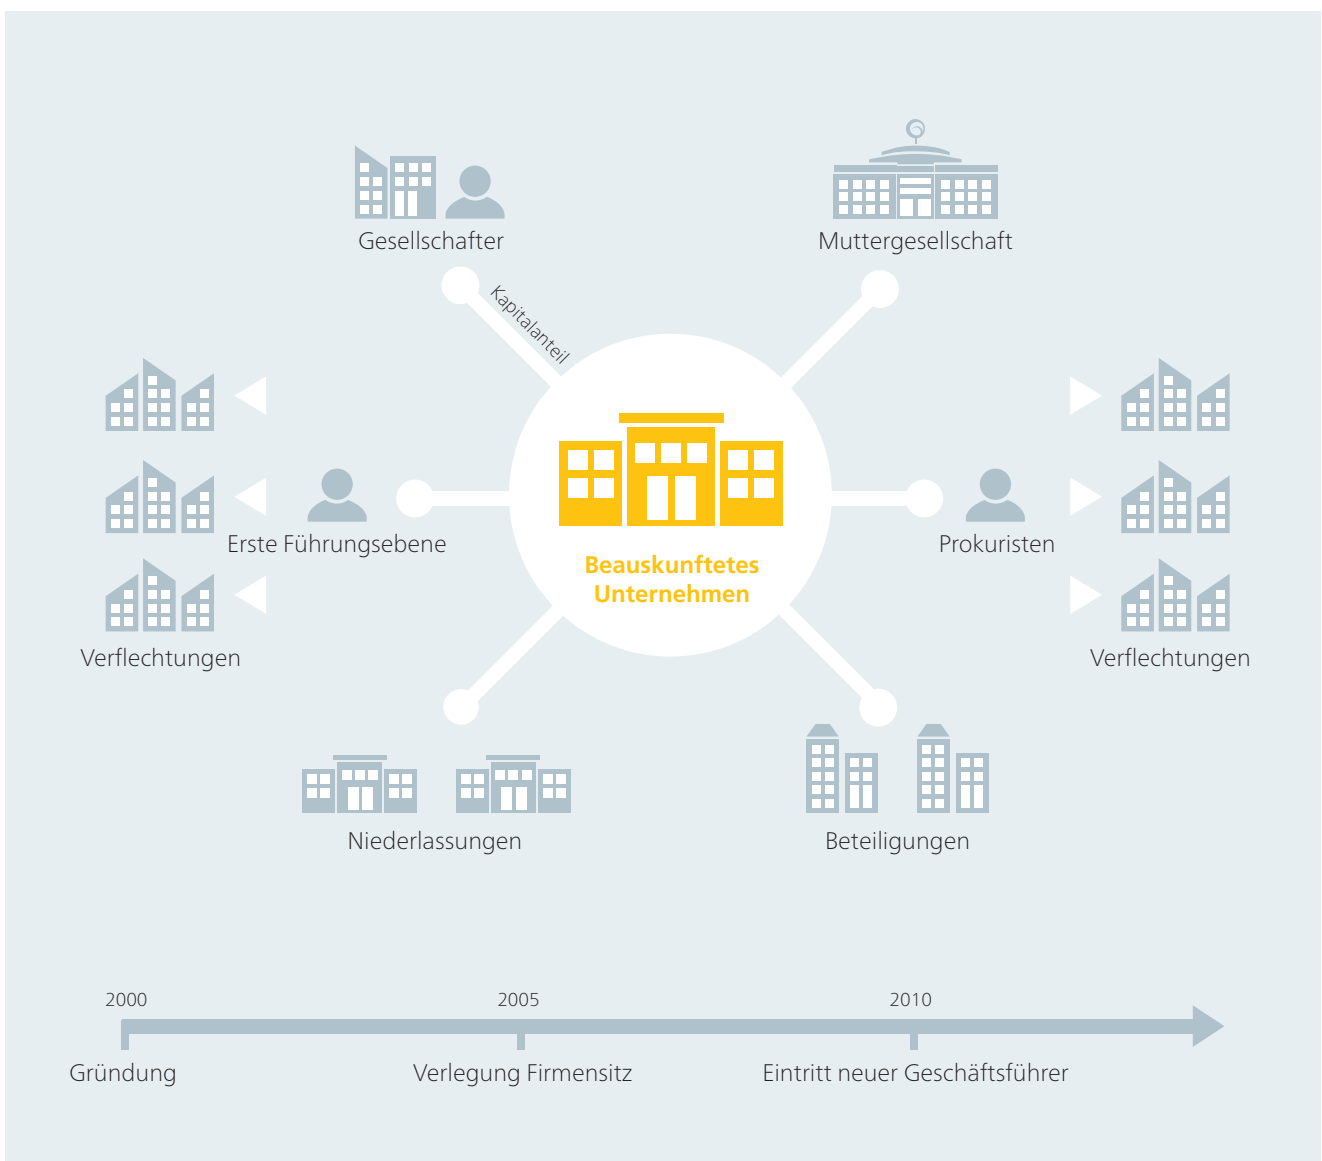 Gesellschafter
Muttergesellschaft
Kapitalanteil
Erste Führungsebene
Prokuristen
Beauskunftetes
Unternehmen
Verflechtungen
Verflechtungen
Niederlassungen
Beteiligungen
2000
2005
2010
Gründung
Verlegung Firmensitz
Eintritt neuer Geschäftsführer